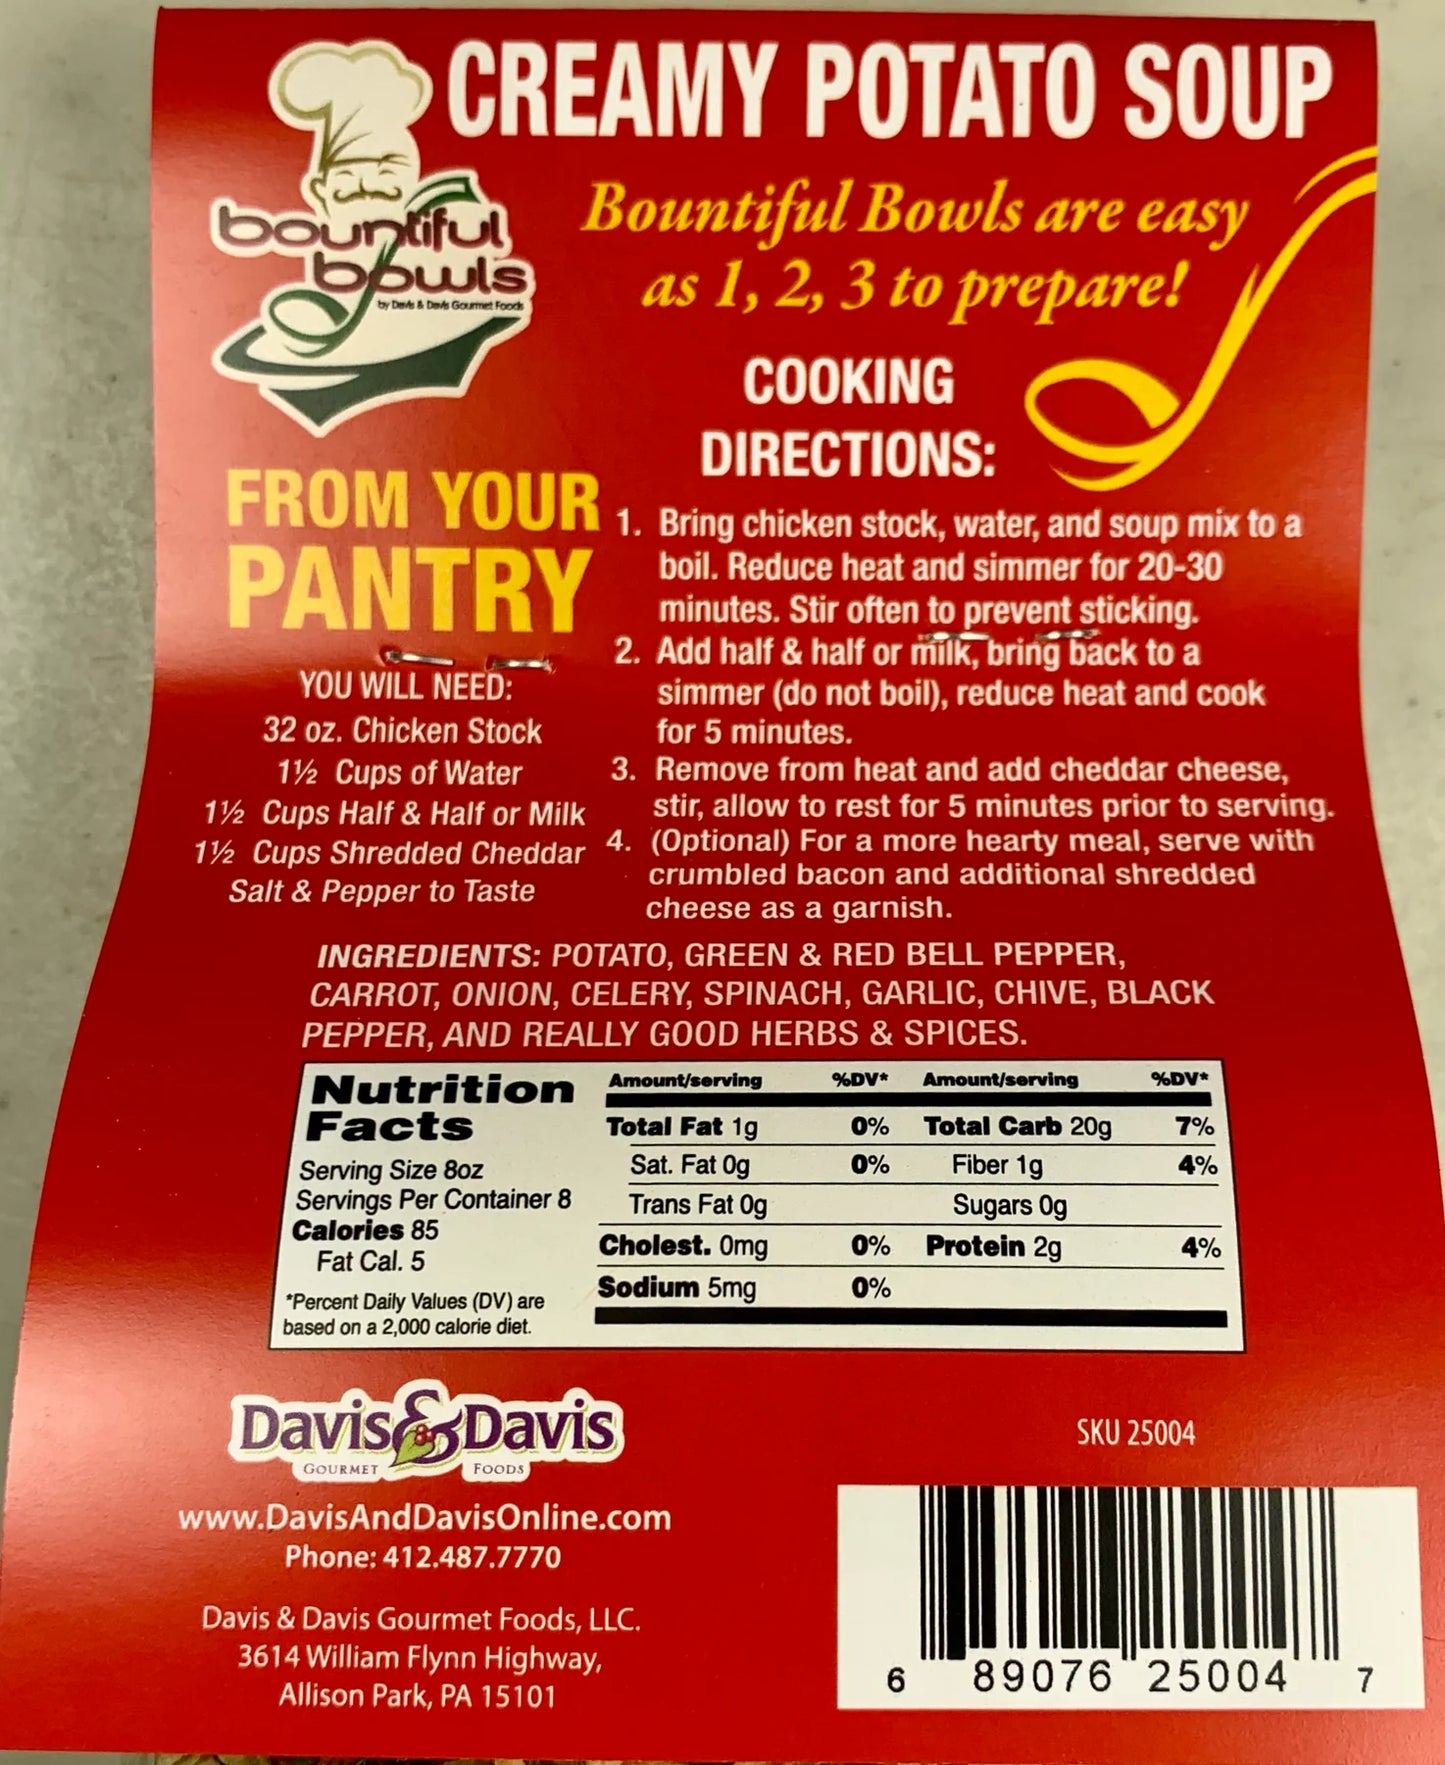 CREAMY POTATO SOUP
bountiful
bowls
by Davis & Davis Gourmet Foods
Bountiful Bowls are easy
as 1, 2, 3 to prepare!
FROM YOUR
PANTRY
YOU WILL NEED:
32 oz. Chicken Stock
1½ Cups of Water
1½ Cups Half & Half or Milk
1½ Cups Shredded Cheddar
Salt & Pepper to Taste
COOKING
DIRECTIONS:
1. Bring chicken stock, water, and soup mix to a
boil. Reduce heat and simmer for 20-30
minutes. Stir often to prevent sticking.
2. Add half & half or milk, bring back to a
simmer (do not boil), reduce heat and cook
for 5 minutes.
3. Remove from heat and add cheddar cheese,
stir, allow to rest for 5 minutes prior to serving.
4. (Optional) For a more hearty meal, serve with
crumbled bacon and additional shredded
cheese as a garnish.
INGREDIENTS: POTATO, GREEN & RED BELL PEPPER,
CARROT, ONION, CELERY, SPINACH, GARLIC, CHIVE, BLACK
PEPPER, AND REALLY GOOD HERBS & SPICES.
Nutrition
Facts
Serving Size 8oz
Servings Per Container 8
Calories 85
Fat Cal. 5
*Percent Daily Values (DV) are
based on a 2,000 calorie diet.
Amount/serving %DV* Amount/serving %DV*
Total Fat 1g 0% Total Carb 20g 7%
Sat. Fat 0g 0% Fiber 1g 4%
Trans Fat 0g Sugars 0g
Cholest. 0mg 0% Protein 2g 4%
Sodium 5mg 0%
Davis & Davis
GOURMET FOODS
www.DavisAndDavisOnline.com
Phone: 412.487.7770
Davis & Davis Gourmet Foods, LLC.
3614 William Flynn Highway,
Allison Park, PA 15101
SKU 25004
6 89076 25004 7